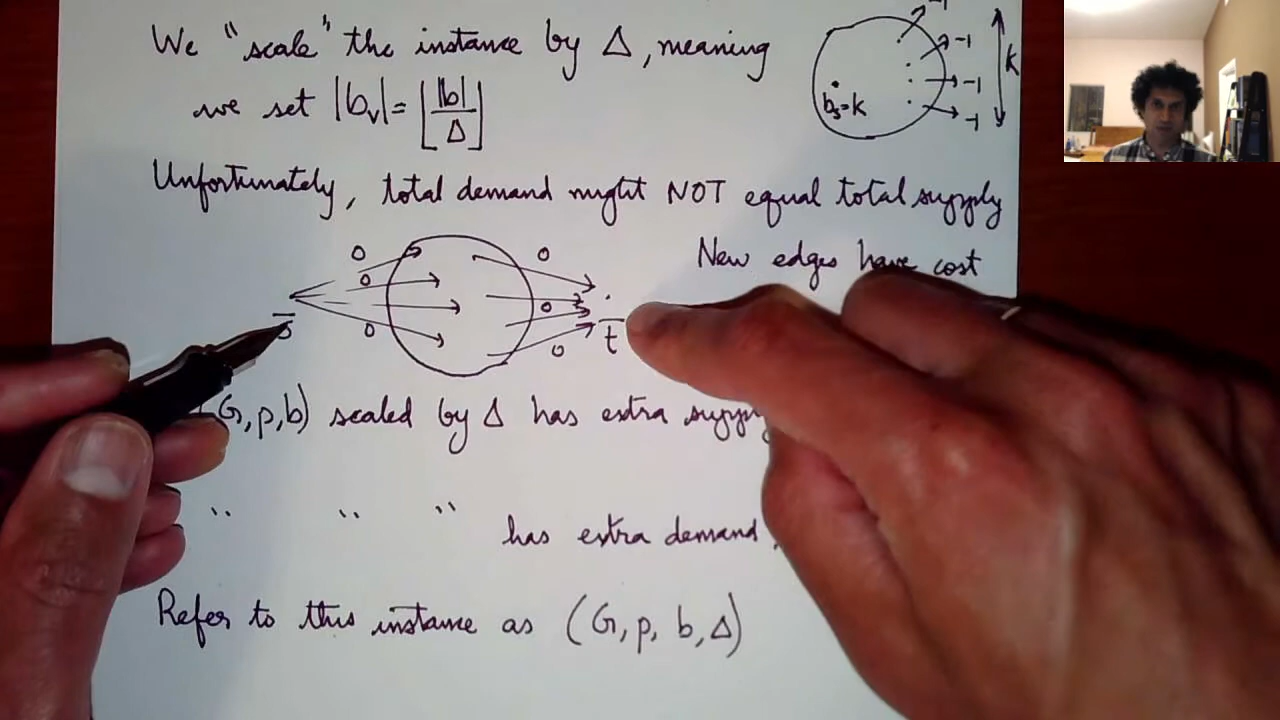 We "scale" the instance by Δ, meaning
we set |b_v| = ⌊|b|/Δ⌋
-1
-1
-1
-1
k
b_s=k
Unfortunately, total demand might NOT equal total supply
New edges have cost
0
0
0
0
0
0
s̄
t̄
G, p, b) scaled by Δ has extra supply
" " " has extra demand
Refer to this instance as (G, p, b, Δ)